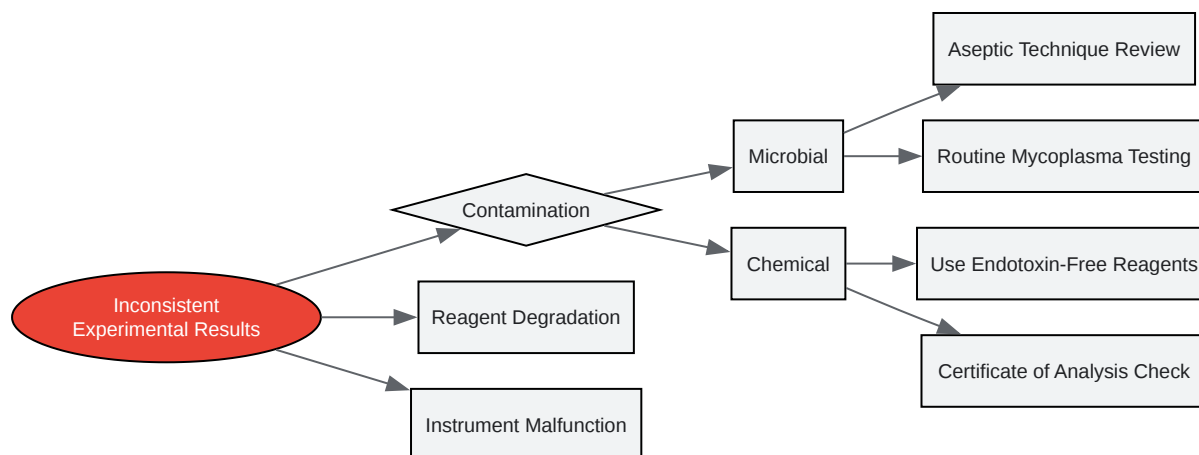 Aseptic Technique Review
Microbial
Routine Mycoplasma Testing
Contamination
Chemical
Use Endotoxin-Free Reagents
Inconsistent
Experimental Results
Reagent Degradation
Certificate of Analysis Check
Instrument Malfunction